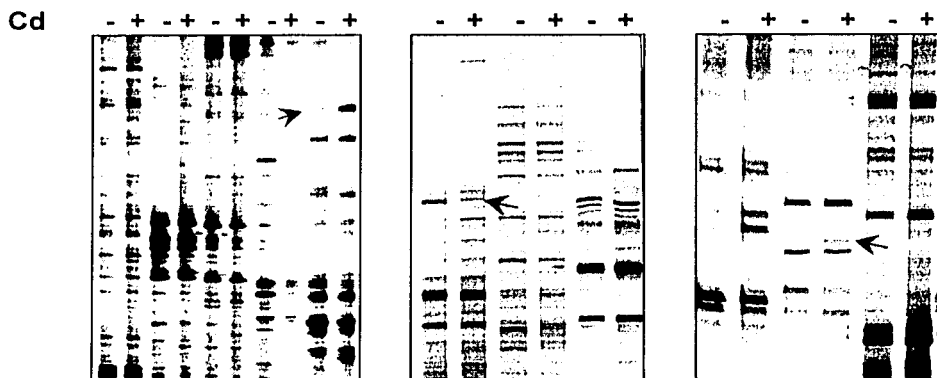 Cd - + - + - + - + - + - + - + - + - + - + - +